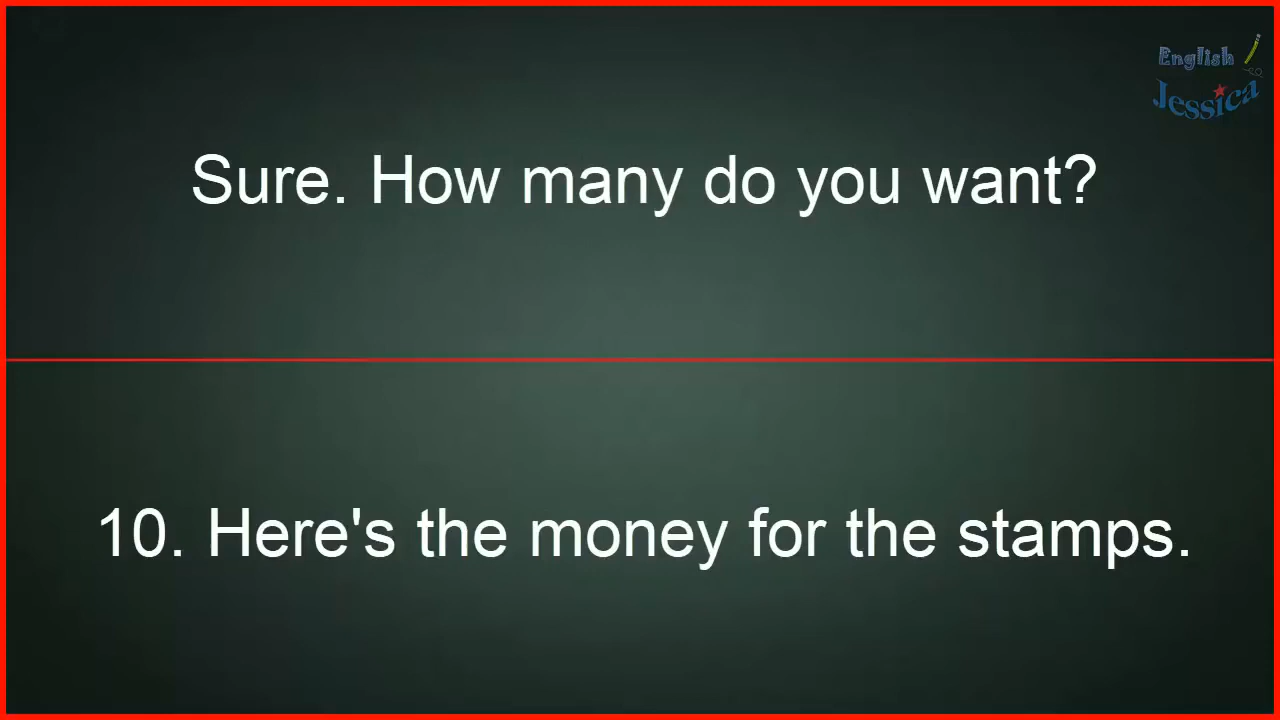 English
Jessica
Sure. How many do you want?
10. Here's the money for the stamps.